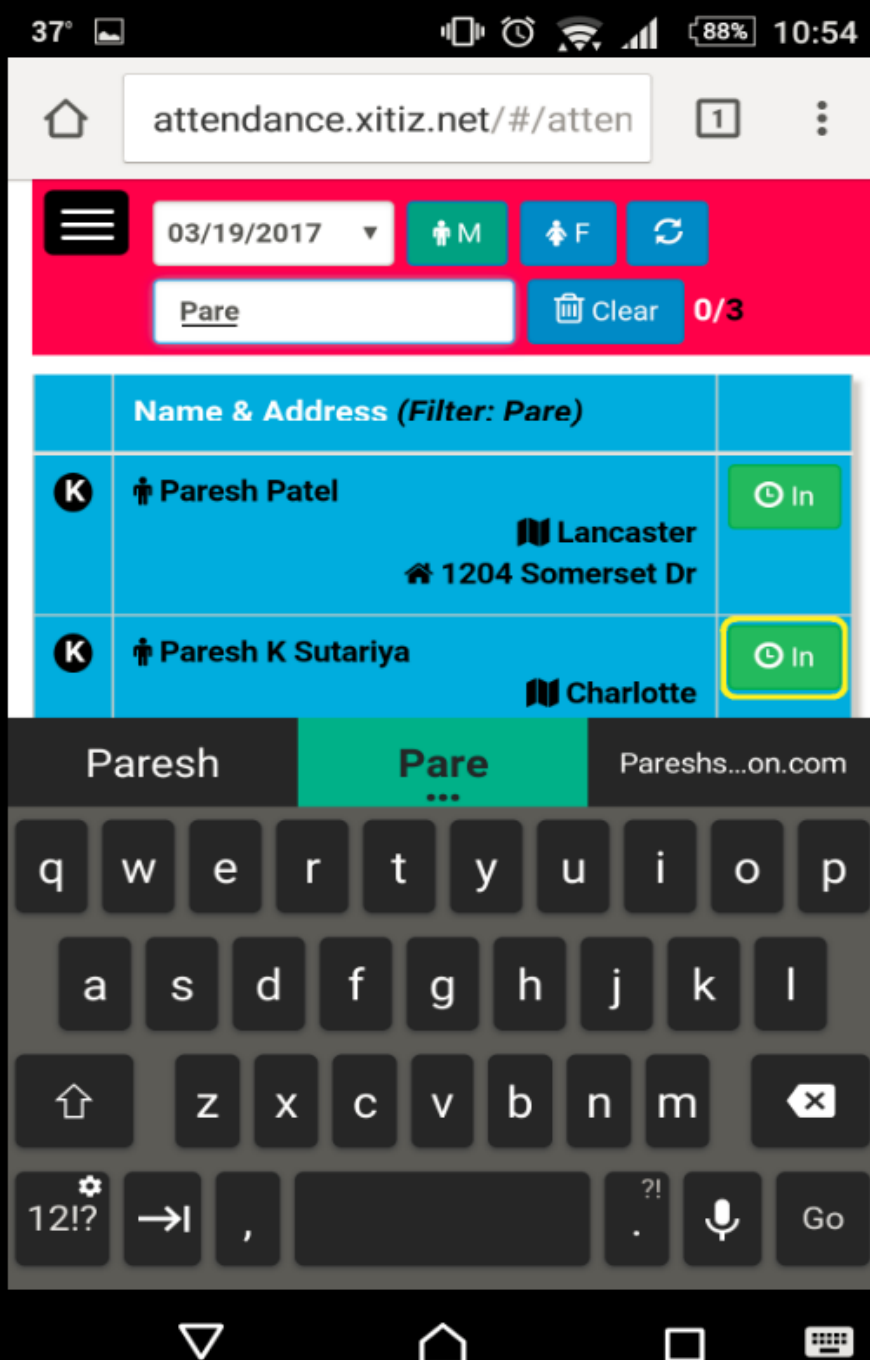 37° 88% 10:54
attendance.xitiz.net/#/atten 1
03/19/2017 M F
Pare Clear 0/3
Name & Address (Filter: Pare)
K Paresh Patel In
Lancaster
1204 Somerset Dr
K Paresh K Sutariya In
Charlotte
Paresh Pare Pareshs...on.com
q w e r t y u i o p
a s d f g h j k l
z x c v b n m
12!? , ?! . Go